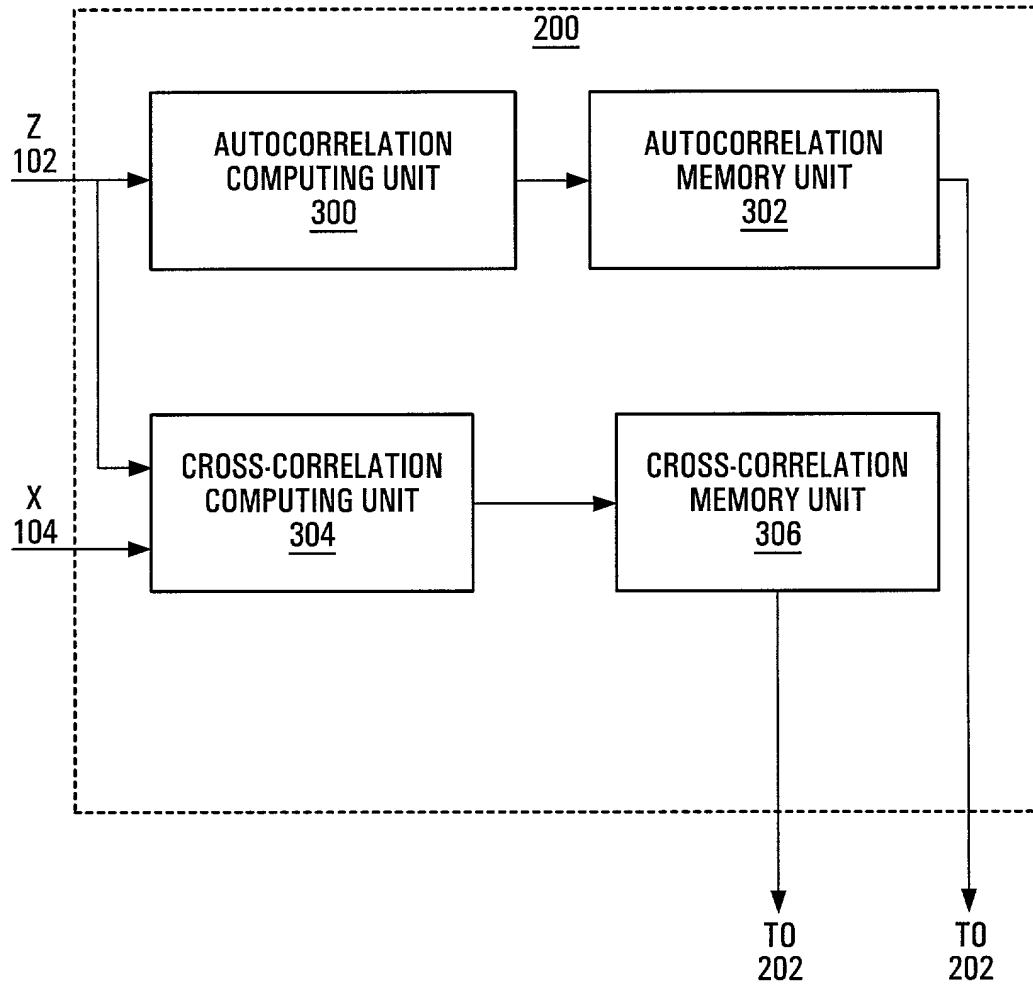 200
Z
102
AUTOCORRELATION
COMPUTING UNIT
300
AUTOCORRELATION
MEMORY UNIT
302
X
104
CROSS-CORRELATION
COMPUTING UNIT
304
CROSS-CORRELATION
MEMORY UNIT
306
TO
202
TO
202